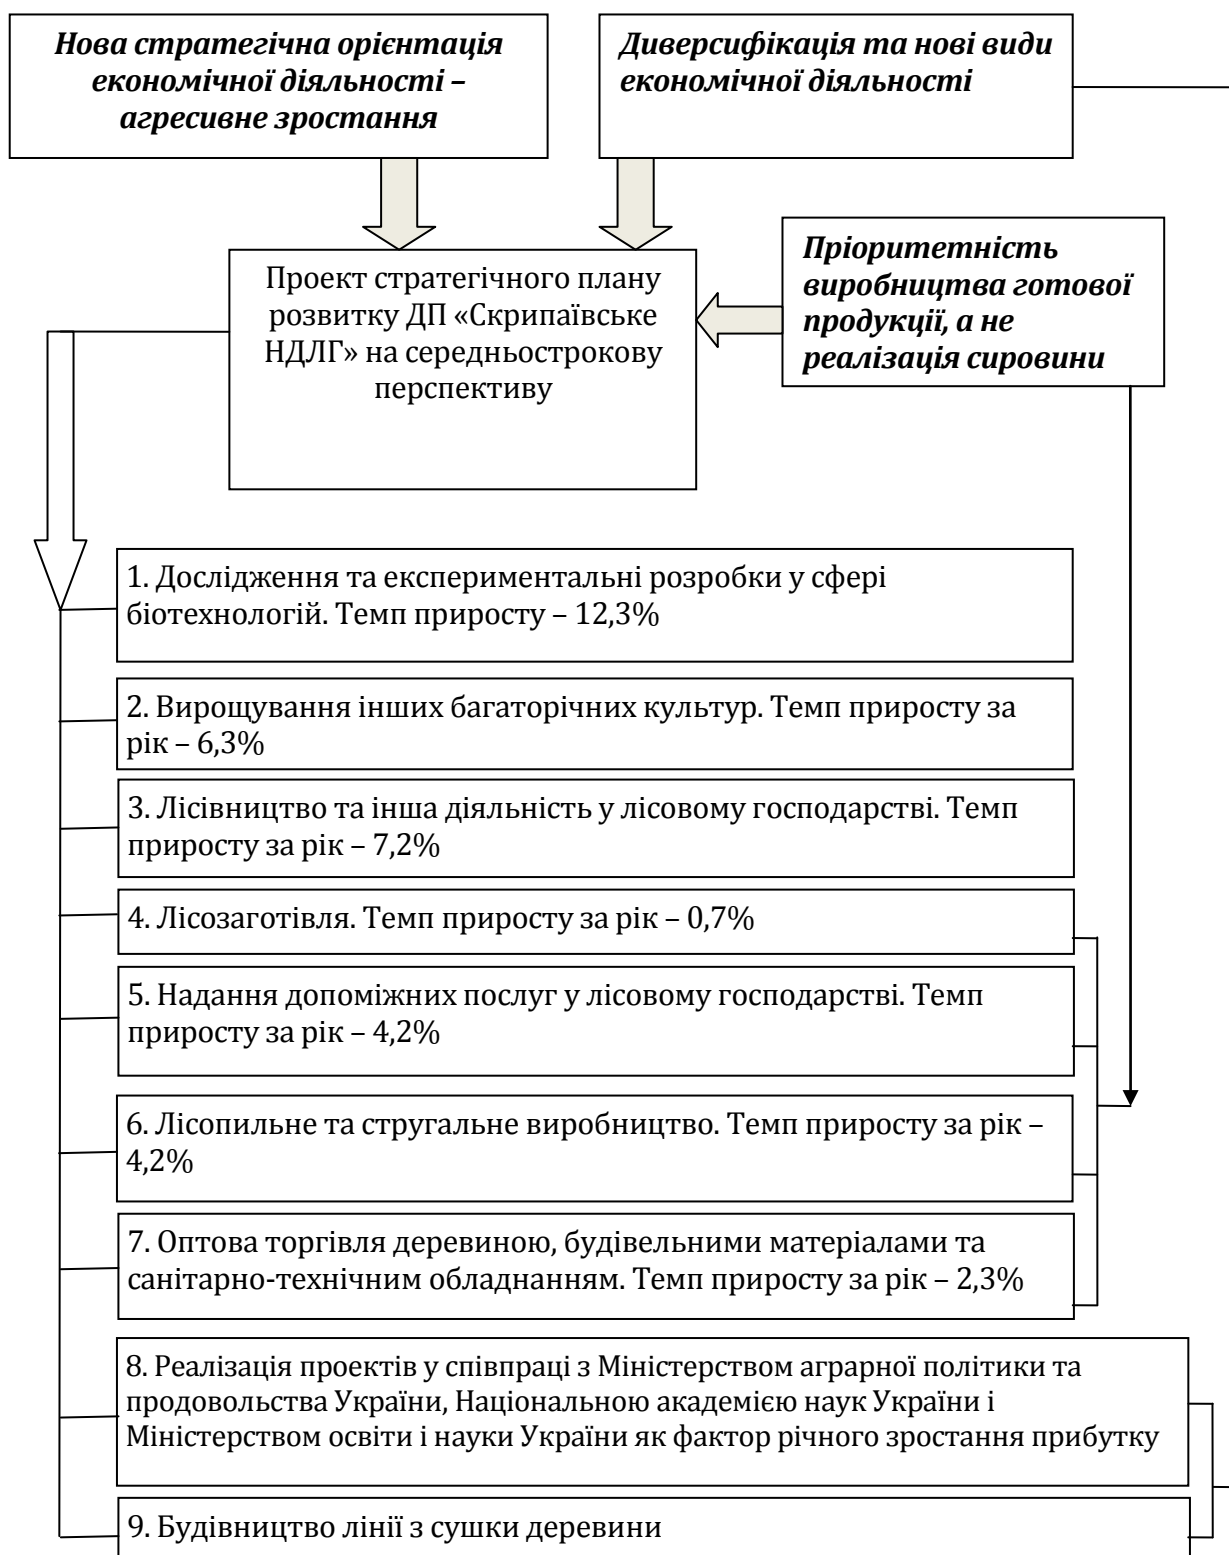 Нова стратегічна орієнтація
економічної діяльності –
агресивне зростання
Диверсифікація та нові види
економічної діяльності
Пріоритетність
виробництва готової
продукції, а не
реалізація сировини
Проект стратегічного плану
розвитку ДП «Скрипаївське
НДЛГ» на середньострокову
перспективу
1. Дослідження та експериментальні розробки у сфері
біотехнологій. Темп приросту – 12,3%
2. Вирощування інших багаторічних культур. Темп приросту за
рік – 6,3%
3. Лісівництво та інша діяльність у лісовому господарстві. Темп
приросту за рік – 7,2%
4. Лісозаготівля. Темп приросту за рік – 0,7%
5. Надання допоміжних послуг у лісовому господарстві. Темп
приросту за рік – 4,2%
6. Лісопильне та стругальне виробництво. Темп приросту за рік –
4,2%
7. Оптова торгівля деревиною, будівельними матеріалами та
санітарно-технічним обладнанням. Темп приросту за рік – 2,3%
8. Реалізація проектів у співпраці з Міністерством аграрної політики та
продовольства України, Національною академією наук України і
Міністерством освіти і науки України як фактор річного зростання прибутку
9. Будівництво лінії з сушки деревини